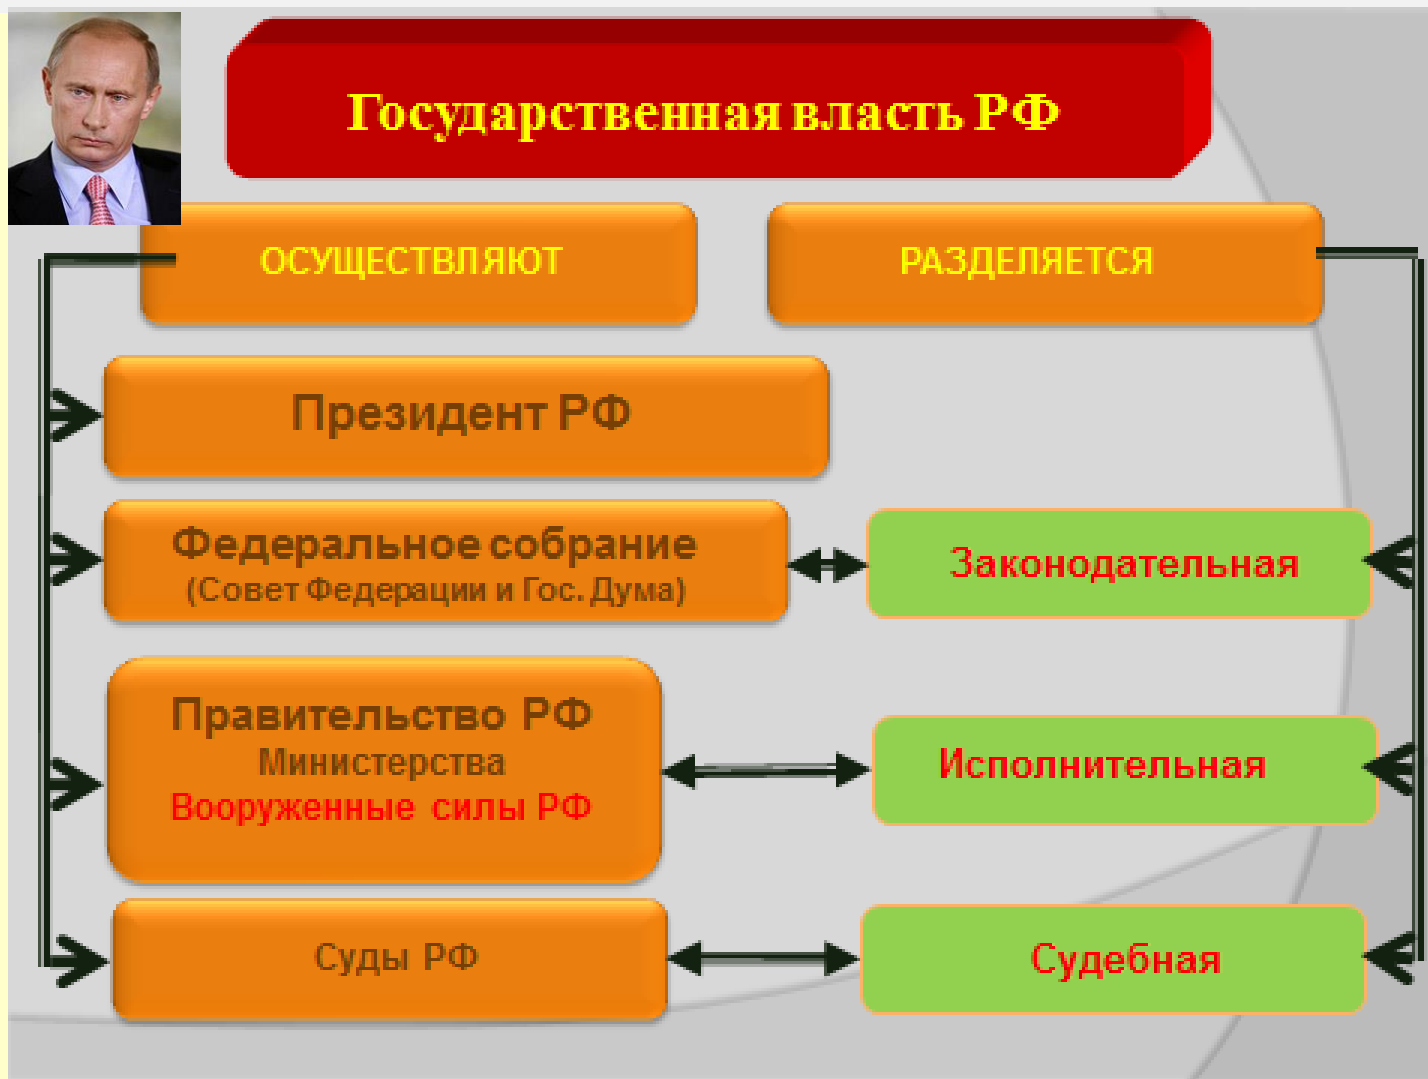 Государственная власть РФ
ОСУЩЕСТВЛЯЮТ
РАЗДЕЛЯЕТСЯ
Президент РФ
Федеральное собрание
(Совет Федерации и Гос. Дума)
Законодательная
Правительство РФ
Министерства
Вооруженные силы РФ
Исполнительная
Суды РФ
Судебная